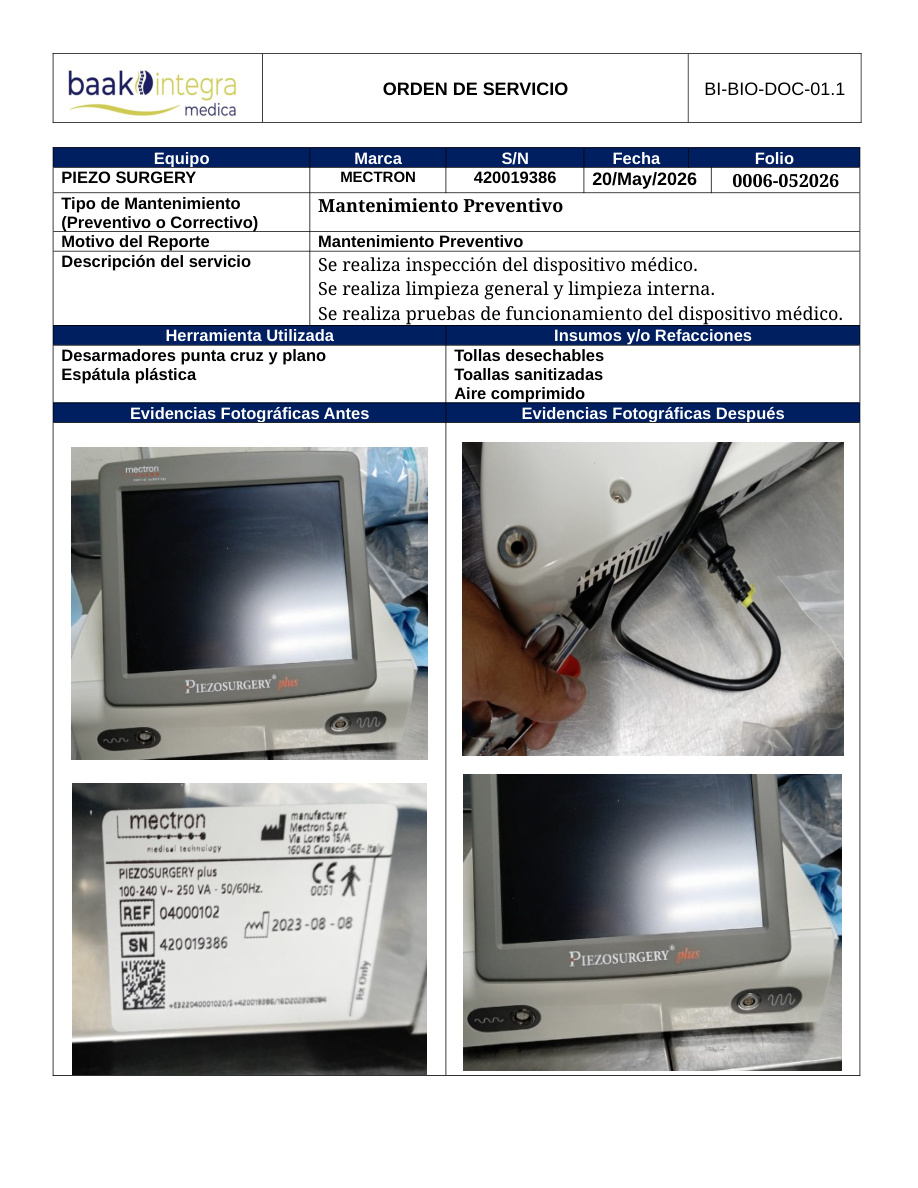 baak integra
medica
ORDEN DE SERVICIO
BI-BIO-DOC-01.1
Equipo Marca S/N Fecha Folio
PIEZO SURGERY MECTRON 420019386 20/May/2026 0006-052026
Tipo de Mantenimiento
(Preventivo o Correctivo)
Mantenimiento Preventivo
Motivo del Reporte Mantenimiento Preventivo
Descripción del servicio
Se realiza inspección del dispositivo médico.
Se realiza limpieza general y limpieza interna.
Se realiza pruebas de funcionamiento del dispositivo médico.
Herramienta Utilizada Insumos y/o Refacciones
Desarmadores punta cruz y plano
Espátula plástica
Tollas desechables
Toallas sanitizadas
Aire comprimido
Evidencias Fotográficas Antes Evidencias Fotográficas Después
mectron
PIEZOSURGERY® plus
mectron
medical technology
manufacturer
Mectron S.p.A.
Via Loreto 15/A
16042 Carasco -GE- Italy
PIEZOSURGERY plus
100-240 V~ 250 VA - 50/60Hz.
CE
0051
REF 04000102
2023-08-08
SN 420019386
Rx Only
PIEZOSURGERY® plus